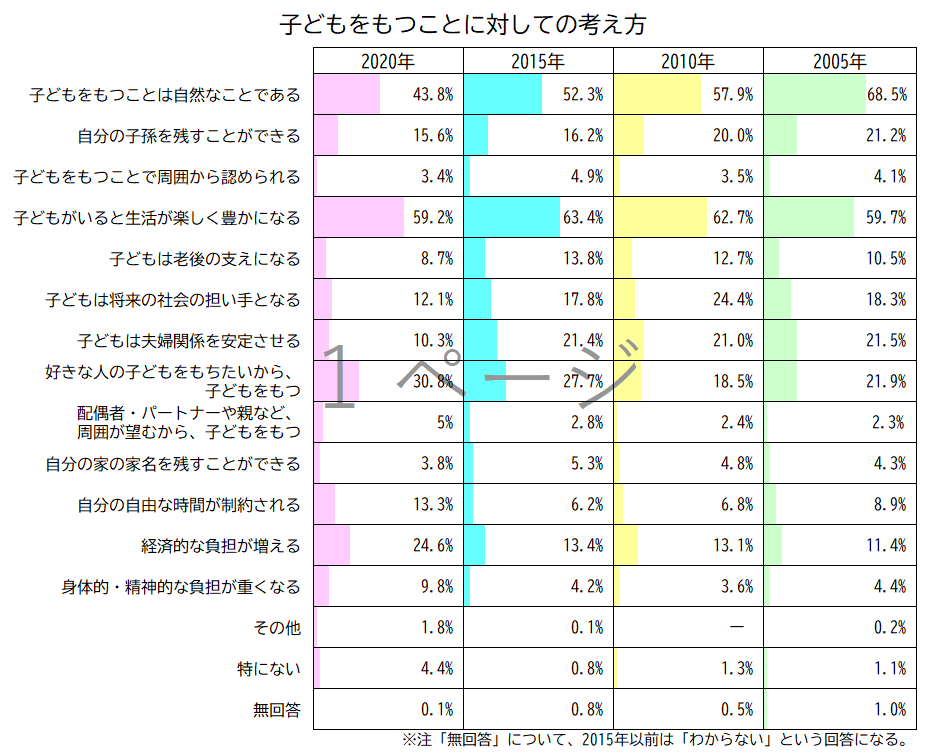 子どもをもつことに対しての考え方
2020年 2015年 2010年 2005年
子どもをもつことは自然なことである 43.8% 52.3% 57.9% 68.5%
自分の子孫を残すことができる 15.6% 16.2% 20.0% 21.2%
子どもをもつことで周囲から認められる 3.4% 4.9% 3.5% 4.1%
子どもがいると生活が楽しく豊かになる 59.2% 63.4% 62.7% 59.7%
子どもは老後の支えになる 8.7% 13.8% 12.7% 10.5%
子どもは将来の社会の担い手となる 12.1% 17.8% 24.4% 18.3%
子どもは夫婦関係を安定させる 10.3% 21.4% 21.0% 21.5%
好きな人の子どもをもちたいから、
子どもをもつ 30.8% 27.7% 18.5% 21.9%
1 ページ
配偶者・パートナーや親など、
周囲が望むから、子どもをもつ 5% 2.8% 2.4% 2.3%
自分の家の家名を残すことができる 3.8% 5.3% 4.8% 4.3%
自分の自由な時間が制約される 13.3% 6.2% 6.8% 8.9%
経済的な負担が増える 24.6% 13.4% 13.1% 11.4%
身体的・精神的な負担が重くなる 9.8% 4.2% 3.6% 4.4%
その他 1.8% 0.1% － 0.2%
特にない 4.4% 0.8% 1.3% 1.1%
無回答 0.1% 0.8% 0.5% 1.0%
※注「無回答」について、2015年以前は「わからない」という回答になる。